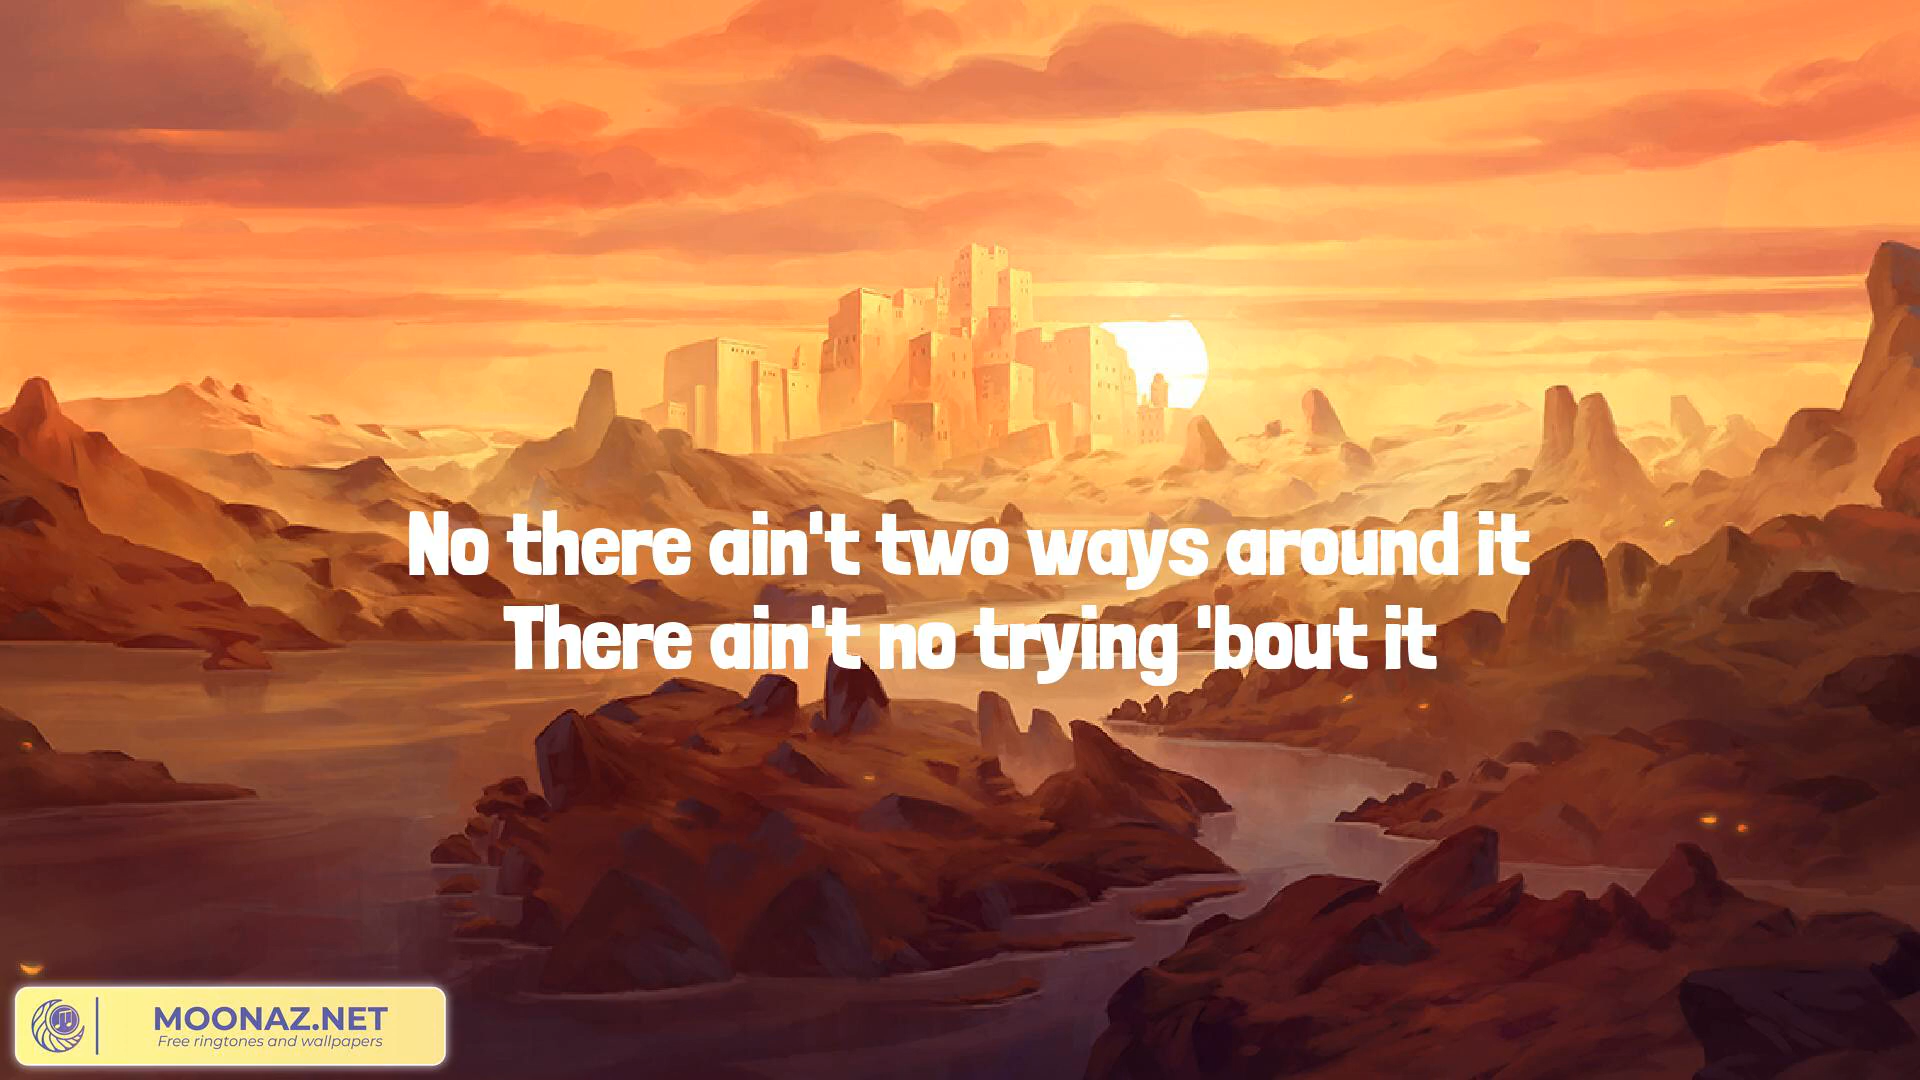 No there ain't two ways around it
There ain't no trying 'bout it
MOONAZ.NET
Free ringtones and wallpapers